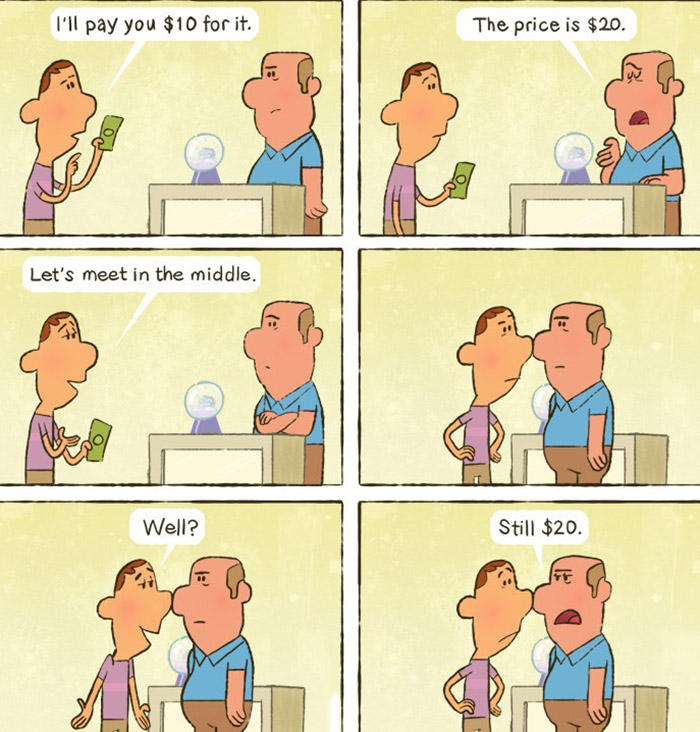 I'll pay you $10 for it.
The price is $20.
Let's meet in the middle.
Well?
Still $20.